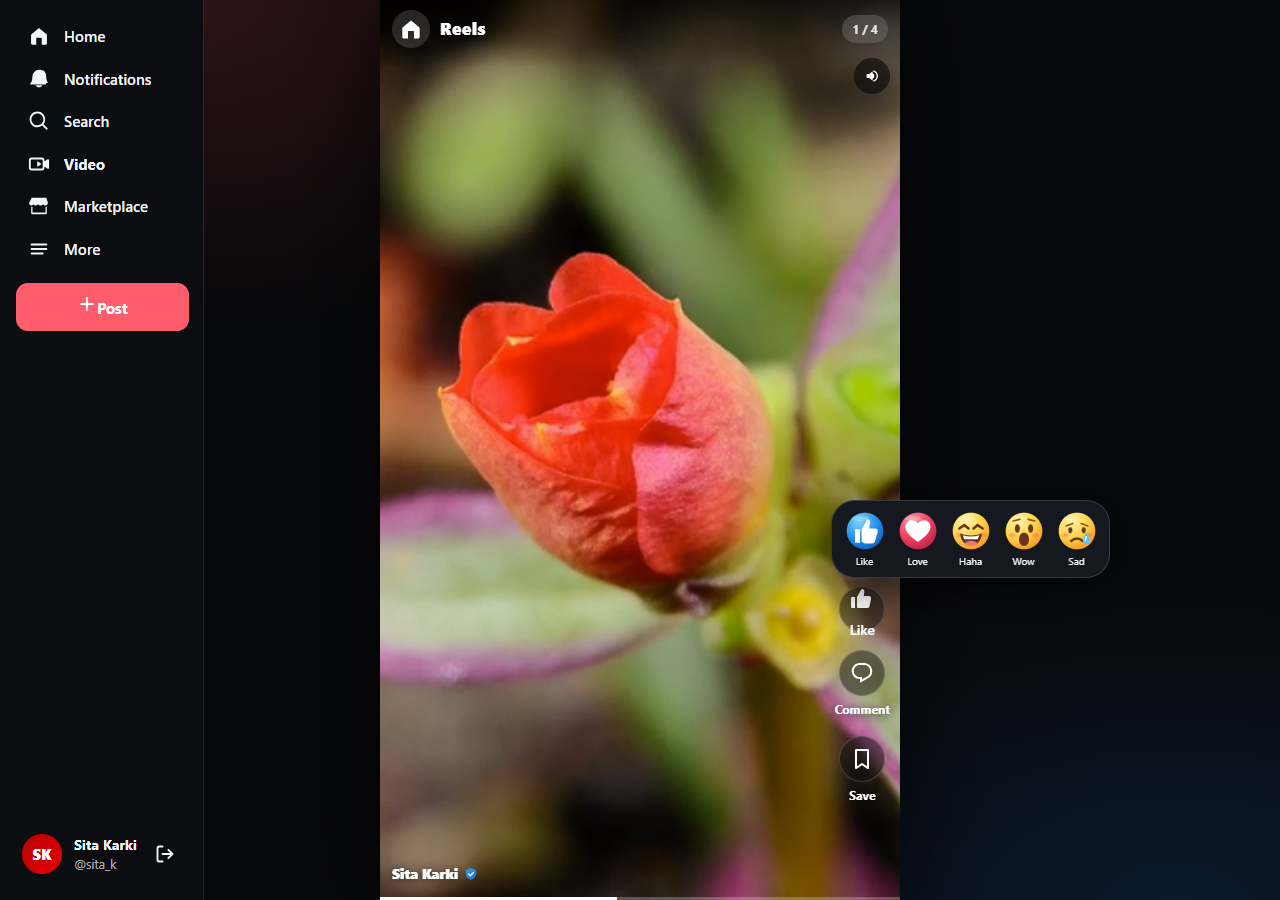 Home
Notifications
Search
Video
Marketplace
More
Post
SK
Sita Karki
@sita_k
Reels
1 / 4
Like
Love
Haha
Wow
Sad
Like
Comment
Save
Sita Karki